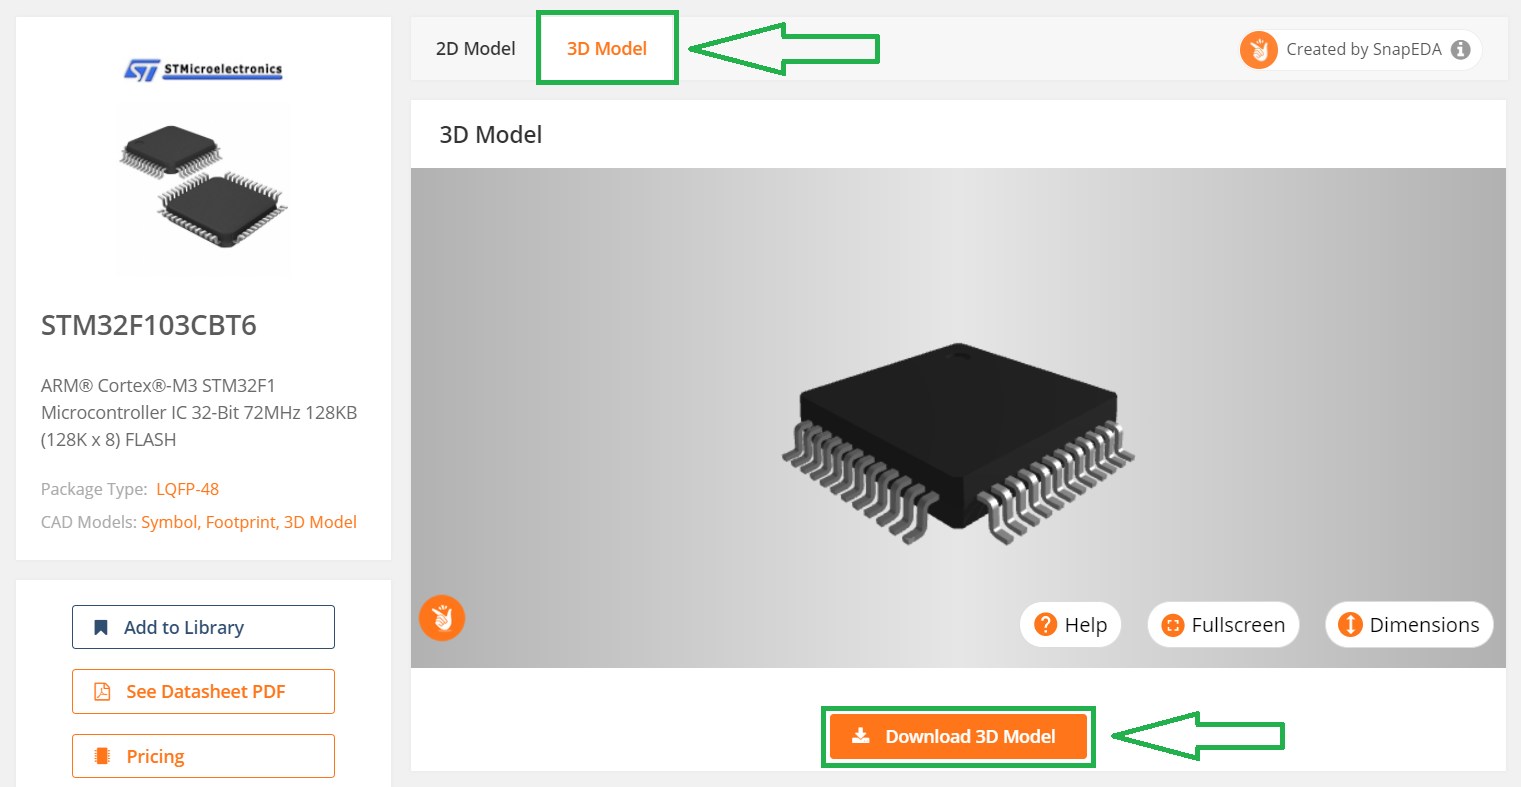 STMicroelectronics
STM32F103CBT6
ARM® Cortex®-M3 STM32F1
Microcontroller IC 32-Bit 72MHz 128KB
(128K x 8) FLASH
Package Type: LQFP-48
CAD Models: Symbol, Footprint, 3D Model
Add to Library
See Datasheet PDF
Pricing
2D Model
3D Model
Created by SnapEDA
3D Model
Help
Fullscreen
Dimensions
Download 3D Model